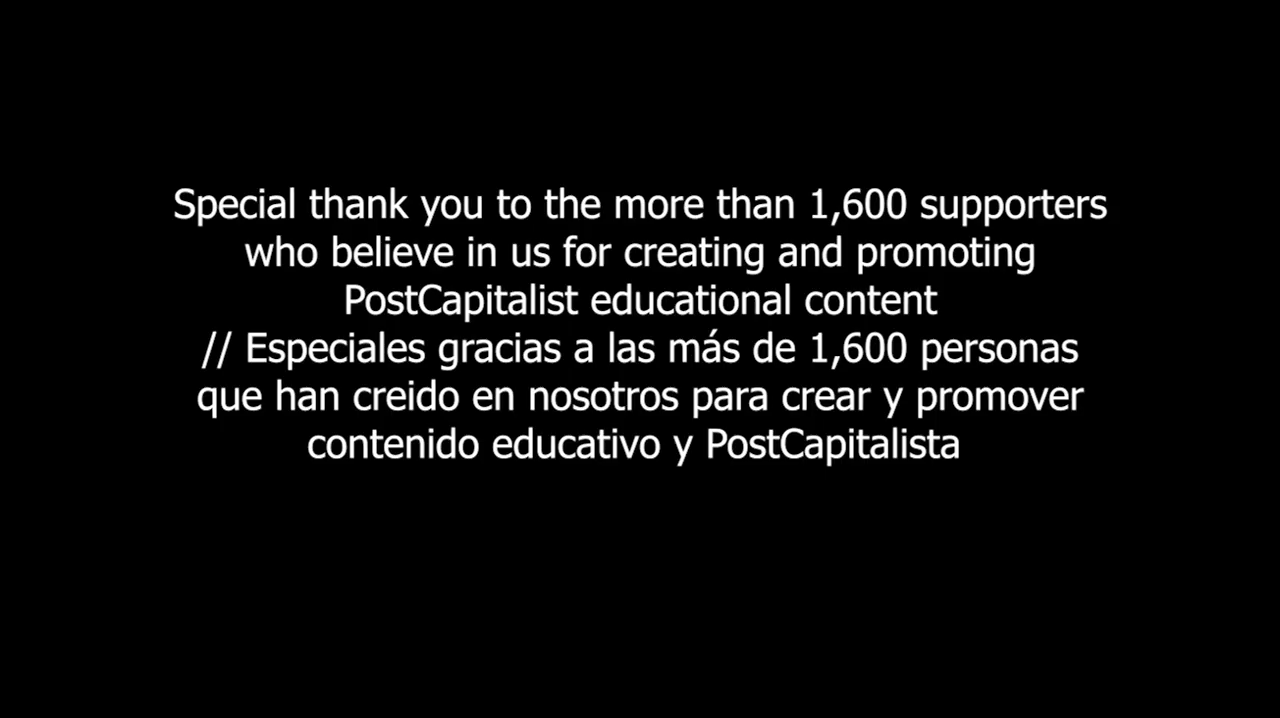 Special thank you to the more than 1,600 supporters
who believe in us for creating and promoting
PostCapitalist educational content
// Especiales gracias a las más de 1,600 personas
que han creido en nosotros para crear y promover
contenido educativo y PostCapitalista